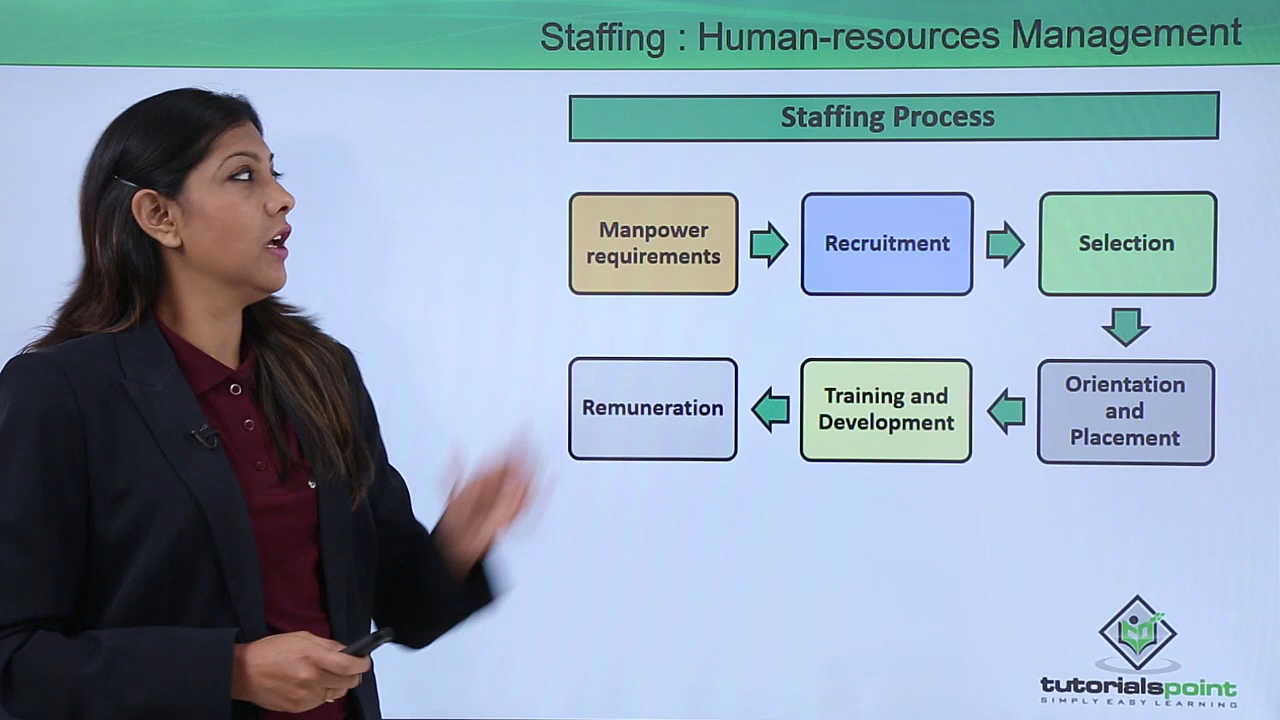 Staffing : Human-resources Management
Staffing Process
Manpower
requirements
Recruitment
Selection
Orientation
and
Placement
Training and
Development
Remuneration
tutorialspoint
SIMPLY EASY LEARNING